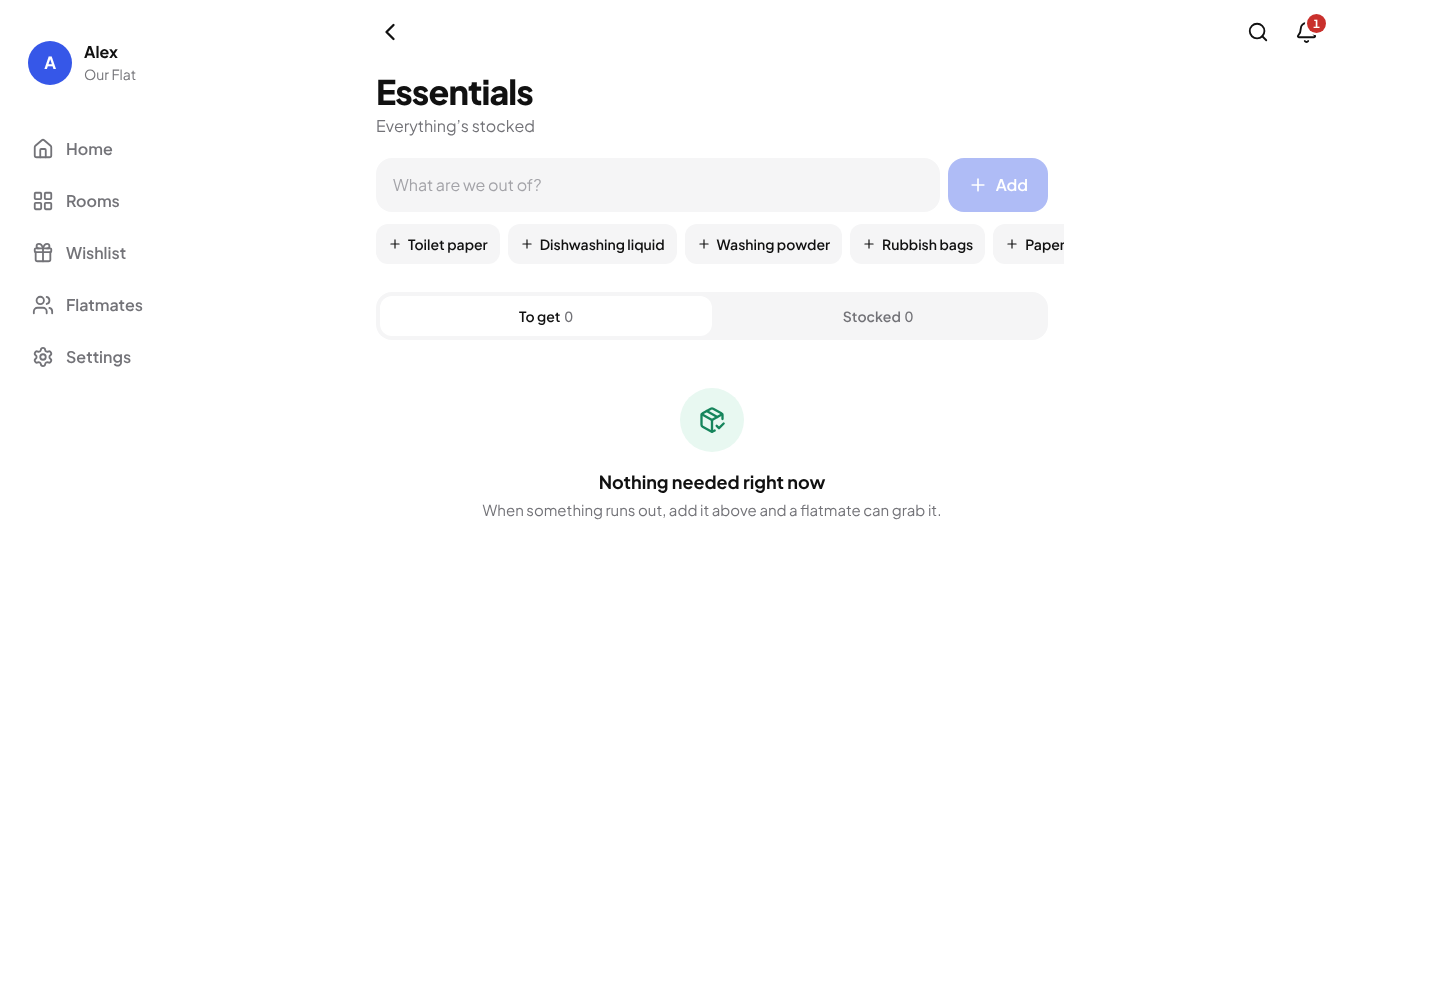 A
Alex
Our Flat
Home
Rooms
Wishlist
Flatmates
Settings
1
Essentials
Everything's stocked
What are we out of?
+ Add
+ Toilet paper
+ Dishwashing liquid
+ Washing powder
+ Rubbish bags
+ Paper
To get 0
Stocked 0
Nothing needed right now
When something runs out, add it above and a flatmate can grab it.